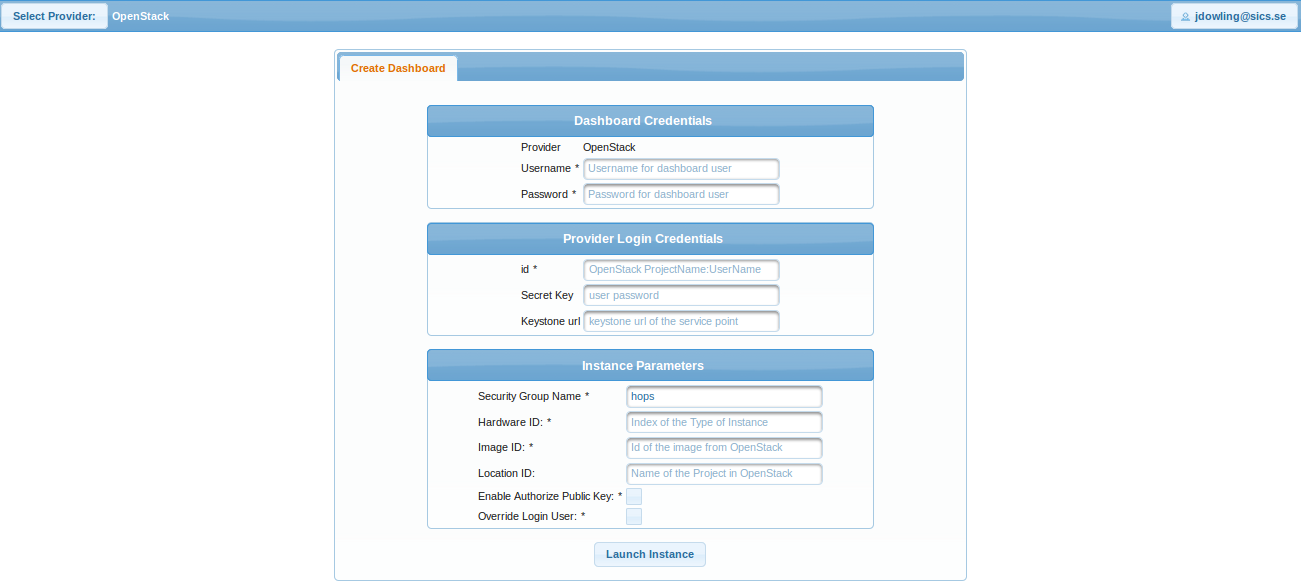 Select Provider: OpenStack jdowling@sics.se
Create Dashboard
Dashboard Credentials
Provider OpenStack
Username * Username for dashboard user
Password * Password for dashboard user
Provider Login Credentials
id * OpenStack ProjectName:UserName
Secret Key user password
Keystone url keystone url of the service point
Instance Parameters
Security Group Name * hops
Hardware ID: * Index of the Type of Instance
Image ID: * Id of the image from OpenStack
Location ID: Name of the Project in OpenStack
Enable Authorize Public Key: *
Override Login User: *
Launch Instance